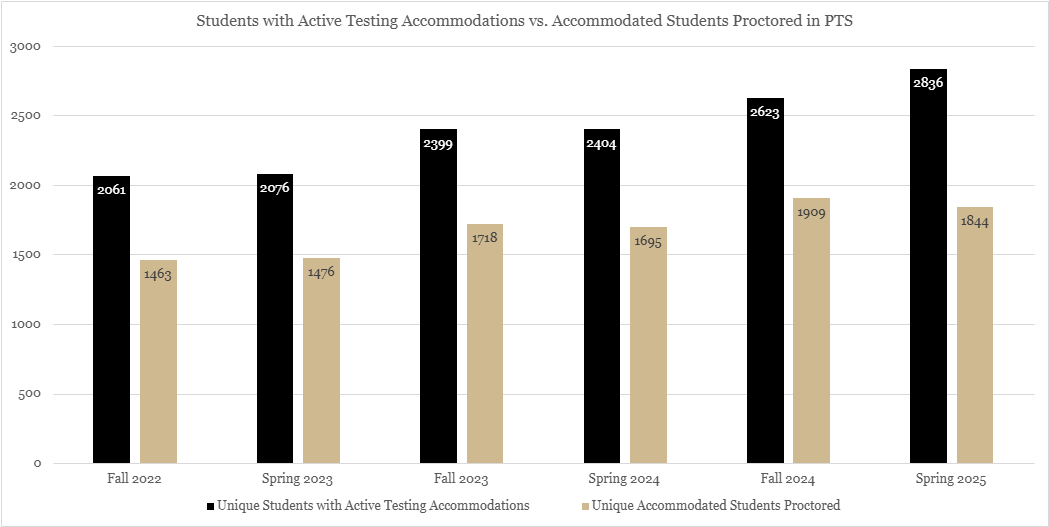 Students with Active Testing Accommodations vs. Accommodated Students Proctored in PTS
3000
2500
2000
1500
1000
500
0
2061
1463
2076
1476
2399
1718
2404
1695
2623
1909
2836
1844
Fall 2022
Spring 2023
Fall 2023
Spring 2024
Fall 2024
Spring 2025
Unique Students with Active Testing Accommodations
Unique Accommodated Students Proctored